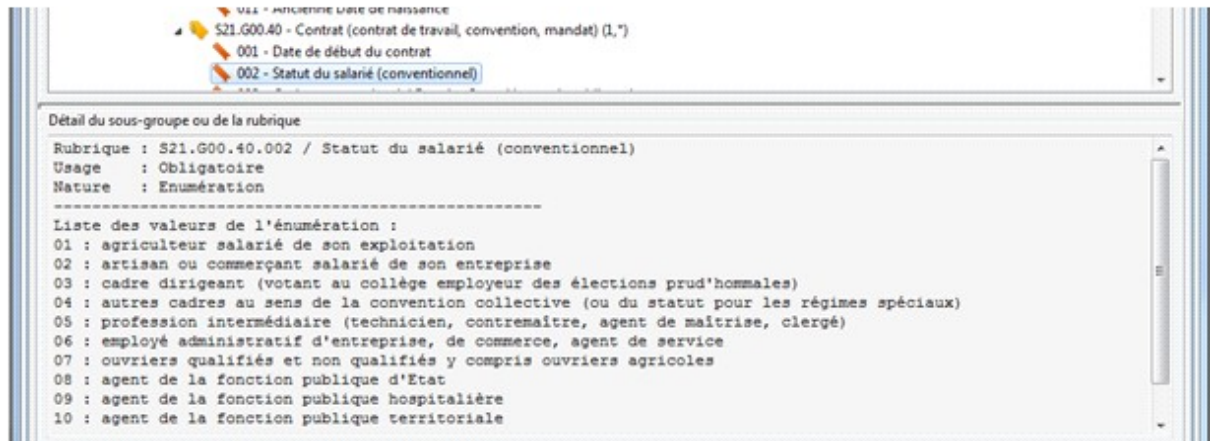 011 - Ancienne Date de naissance
S21.G00.40 - Contrat (contrat de travail, convention, mandat) (1,*)
001 - Date de début du contrat
002 - Statut du salarié (conventionnel)
Détail du sous-groupe ou de la rubrique
Rubrique : S21.G00.40.002 / Statut du salarié (conventionnel)
Usage : Obligatoire
Nature : Enumération
---------------------------------------------------
Liste des valeurs de l'énumération :
01 : agriculteur salarié de son exploitation
02 : artisan ou commerçant salarié de son entreprise
03 : cadre dirigeant (votant au collège employeur des élections prud'hommales)
04 : autres cadres au sens de la convention collective (ou du statut pour les régimes spéciaux)
05 : profession intermédiaire (technicien, contremaître, agent de maîtrise, clergé)
06 : employé administratif d'entreprise, de commerce, agent de service
07 : ouvriers qualifiés et non qualifiés y compris ouvriers agricoles
08 : agent de la fonction publique d'Etat
09 : agent de la fonction publique hospitalière
10 : agent de la fonction publique territoriale